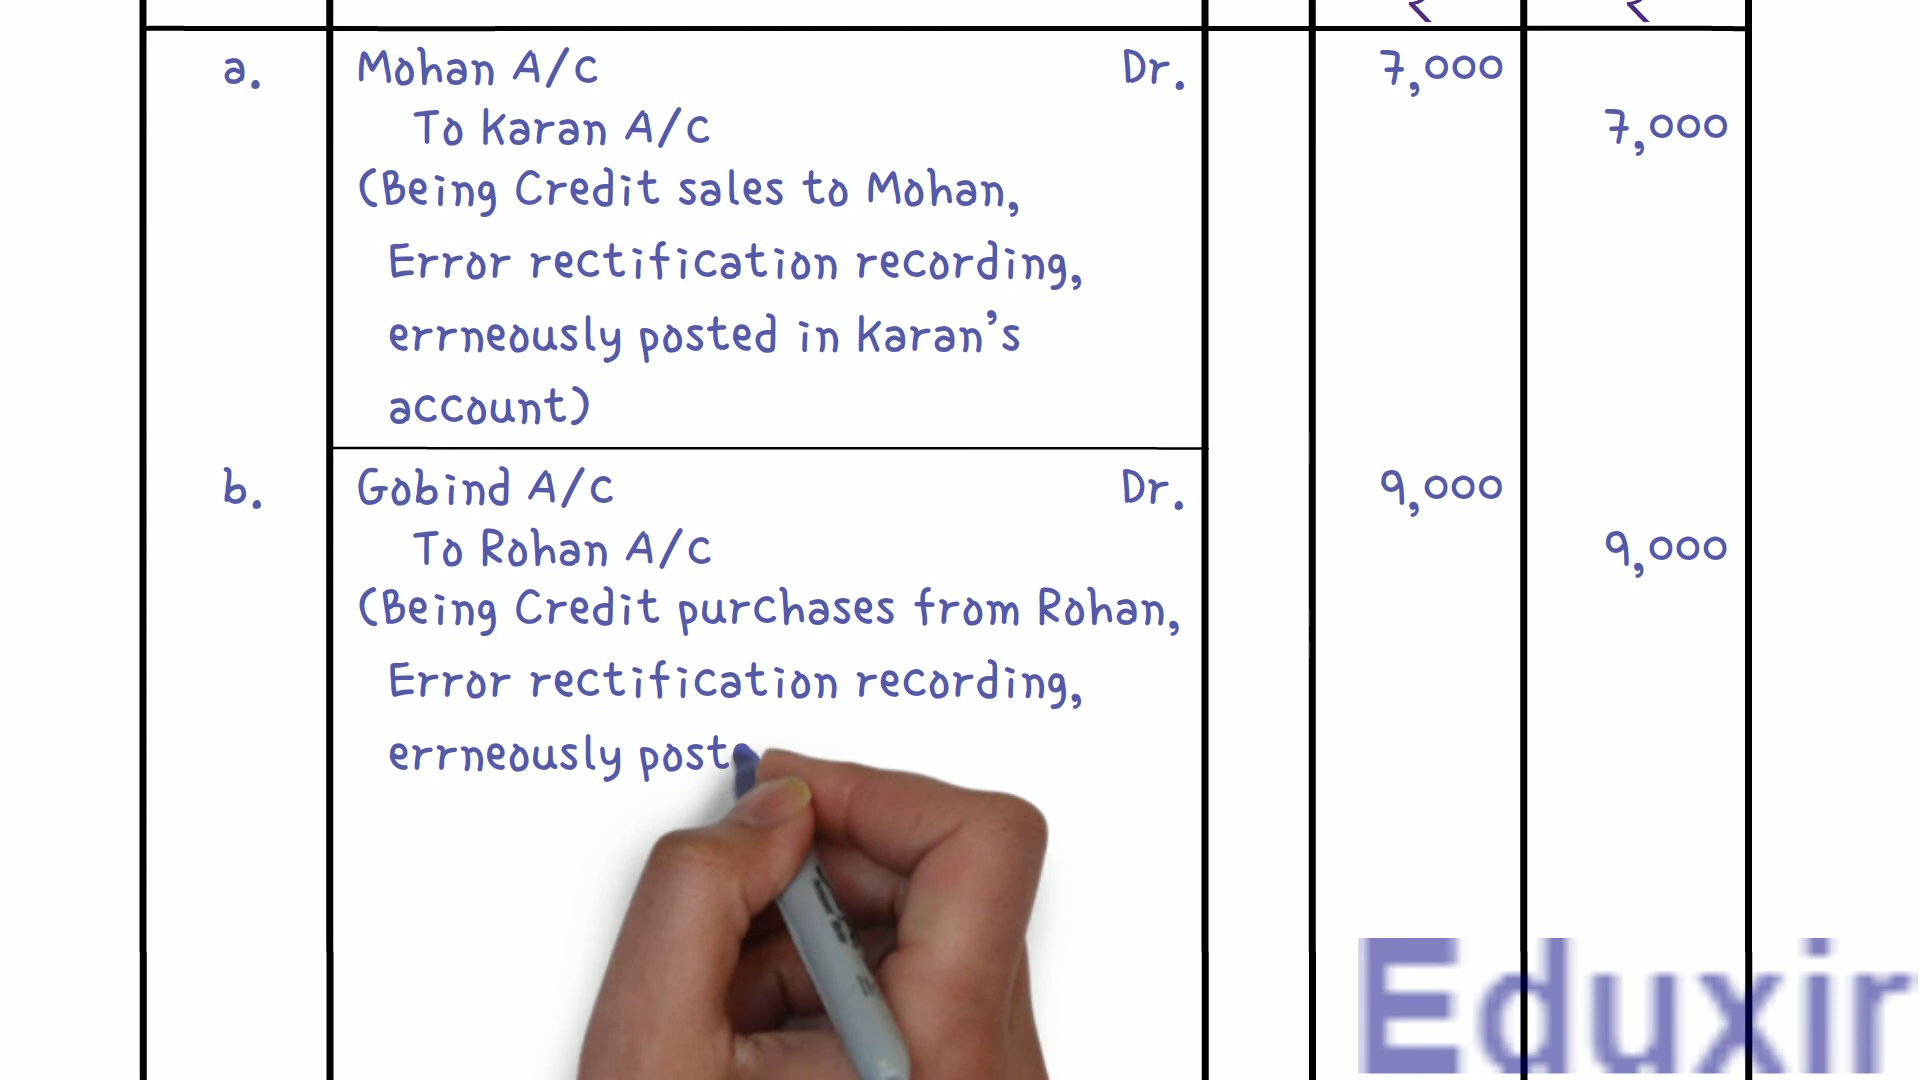 ₹ ₹
a. Mohan A/c Dr. 7,000
To Karan A/c 7,000
(Being Credit sales to Mohan,
Error rectification recording,
errneously posted in Karan's
account)
b. Gobind A/c Dr. 9,000
To Rohan A/c 9,000
(Being Credit purchases from Rohan,
Error rectification recording,
errneously post
Eduxir